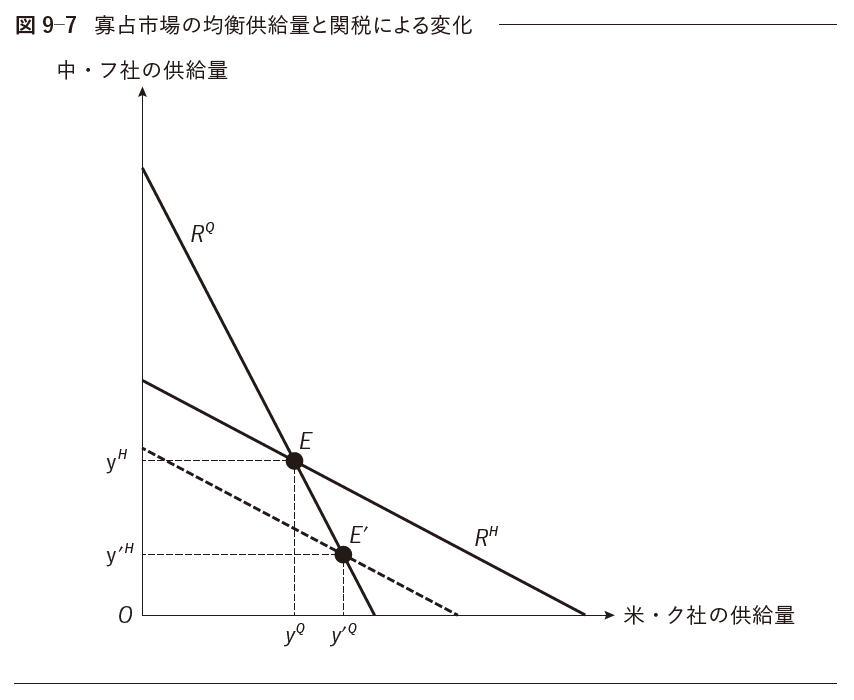 図 9-7 寡占市場の均衡供給量と関税による変化
中・フ社の供給量
R^Q
E
y^H
E′
R^H
y′^H
O
米・ク社の供給量
y^Q
y′^Q